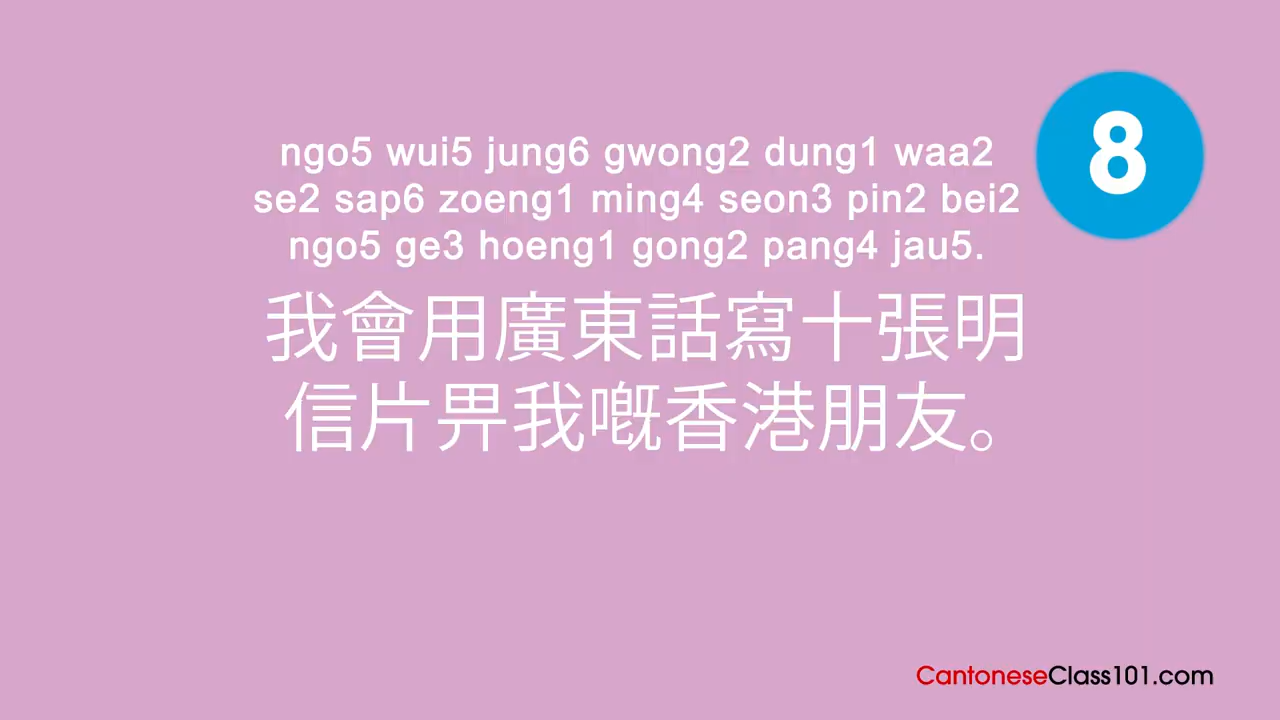 ngo5 wui5 jung6 gwong2 dung1 waa2
se2 sap6 zoeng1 ming4 seon3 pin2 bei2
ngo5 ge3 hoeng1 gong2 pang4 jau5.
我會用廣東話寫十張明
信片畀我嘅香港朋友。
8
CantoneseClass101.com